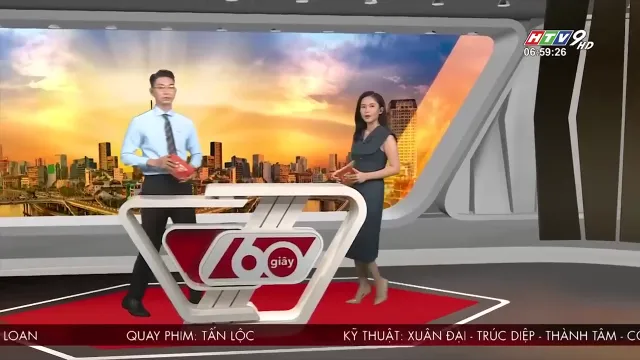 HTV9 HD
06:59:26
60
giây
LOAN QUAY PHIM: TẤN LỘC KỸ THUẬT: XUÂN ĐẠI - TRÚC DIỆP - THÀNH TÂM - CÔ